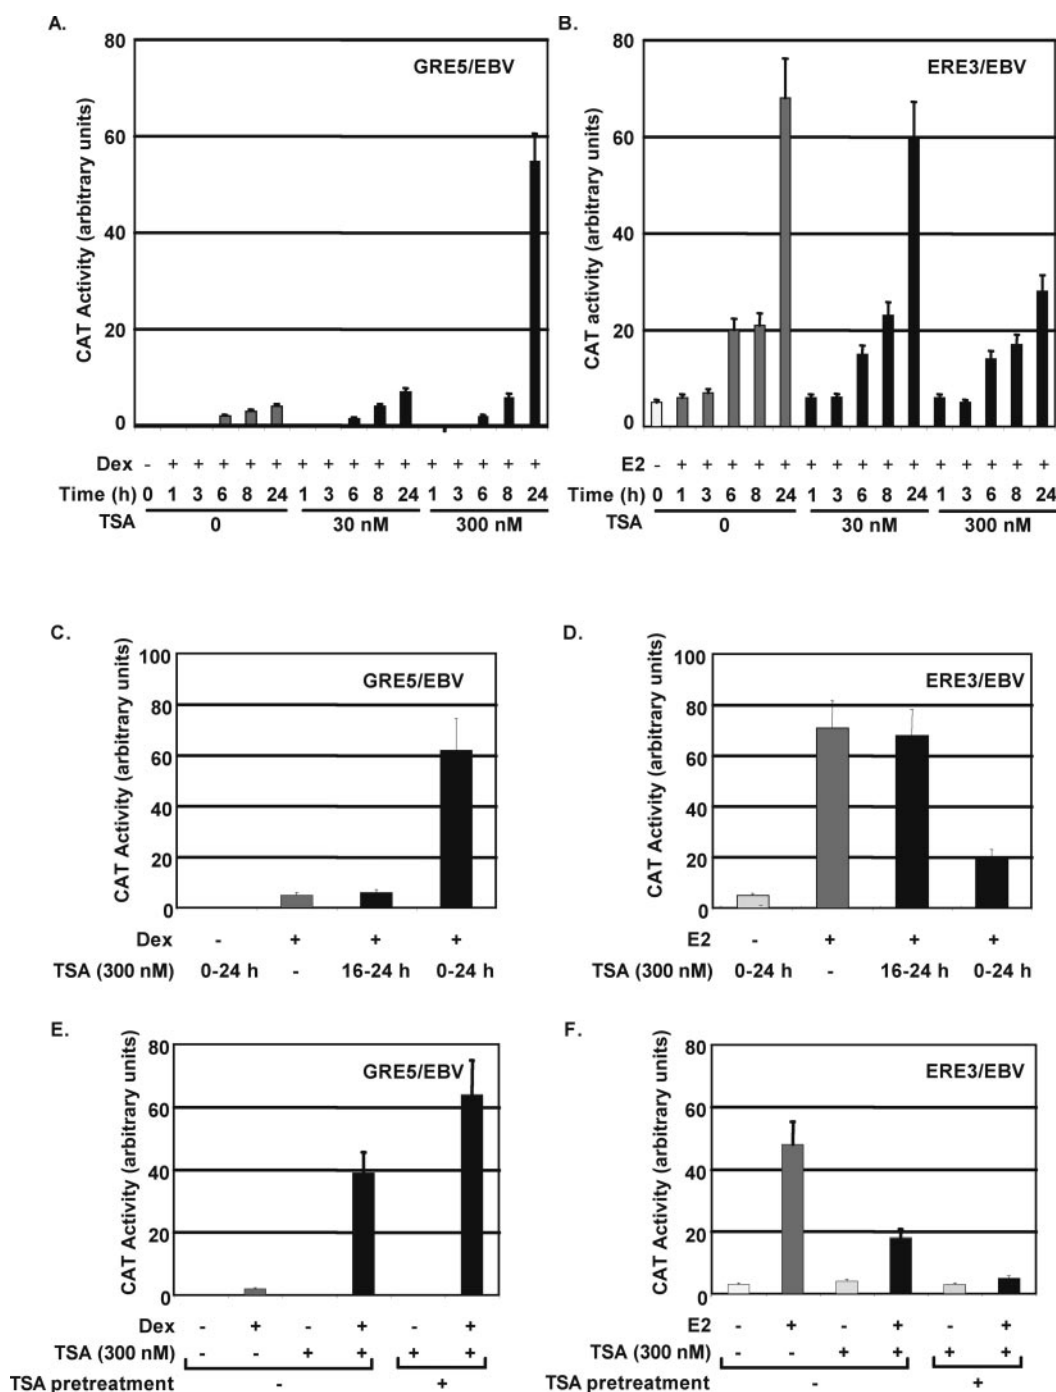 A.
GRE5/EBV
CAT Activity (arbitrary units)
80
60
40
20
0
Dex - + + + + + + + + + + + + + + +
Time (h) 0 1 3 6 8 24 1 3 6 8 24 1 3 6 8 24
TSA 0 30 nM 300 nM
B.
ERE3/EBV
CAT activity (arbitrary units)
80
60
40
20
0
E2 - + + + + + + + + + + + + + + +
Time (h) 0 1 3 6 8 24 1 3 6 8 24 1 3 6 8 24
TSA 0 30 nM 300 nM
C.
GRE5/EBV
CAT Activity (arbitrary units)
100
80
60
40
20
0
Dex - + + +
TSA (300 nM) 0-24 h - 16-24 h 0-24 h
D.
ERE3/EBV
CAT Activity (arbitrary units)
100
80
60
40
20
0
E2 - + + +
TSA (300 nM) 0-24 h - 16-24 h 0-24 h
E.
GRE5/EBV
CAT Activity (arbitrary units)
80
60
40
20
0
Dex - + - + - +
TSA (300 nM) - - + + + +
TSA pretreatment - +
F.
ERE3/EBV
CAT Activity (arbitrary units)
80
60
40
20
0
E2 - + - + - +
TSA (300 nM) - - + + + +
TSA pretreatment - +